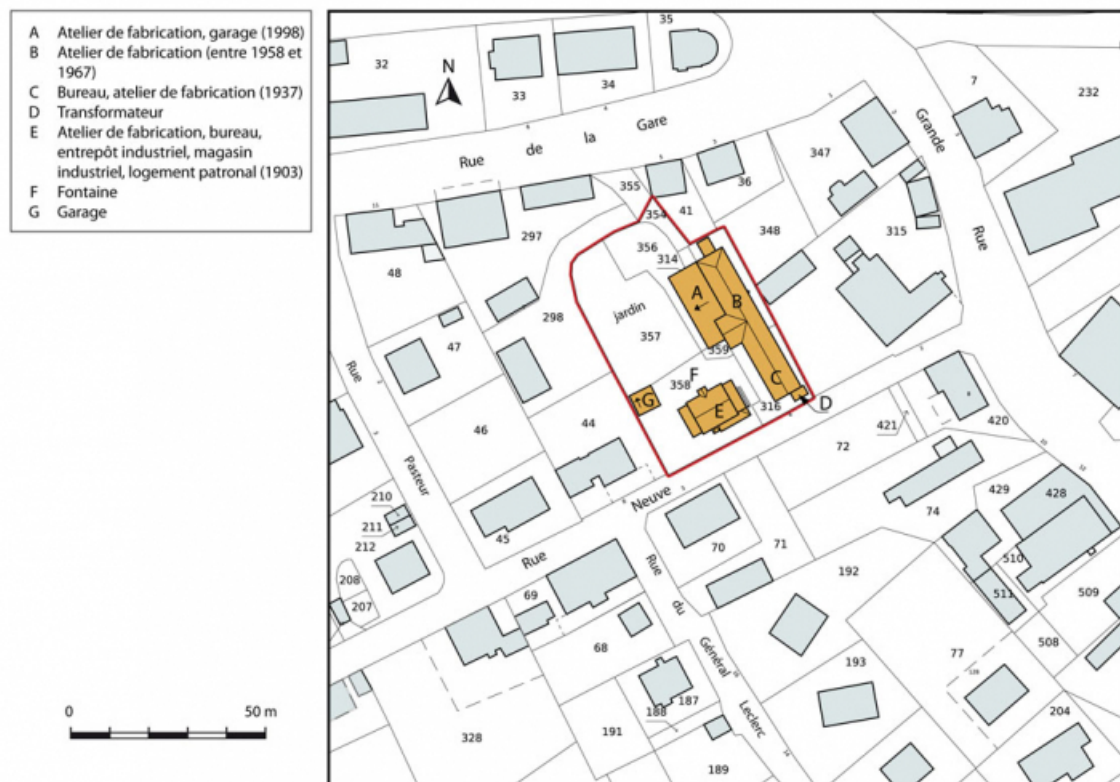 A Atelier de fabrication, garage (1998)
B Atelier de fabrication (entre 1958 et
1967)
C Bureau, atelier de fabrication (1937)
D Transformateur
E Atelier de fabrication, bureau,
entrepôt industriel, magasin
industriel, logement patronal (1903)
F Fontaine
G Garage
0 50 m
N
32
33
34
35
Rue de la Gare
7
232
Grande Rue
347
36
41
355
354
356
314
348
315
297
48
298
47
46
44
45
jardin
357
359
358
316
A
B
C
D
E
F
G
Rue Pasteur
Rue Neuve
72
421
420
74
429
428
510
511
509
508
70
71
192
210
211
212
208
207
69
68
Rue du Général Leclerc
193
77
204
328
191
188
187
189